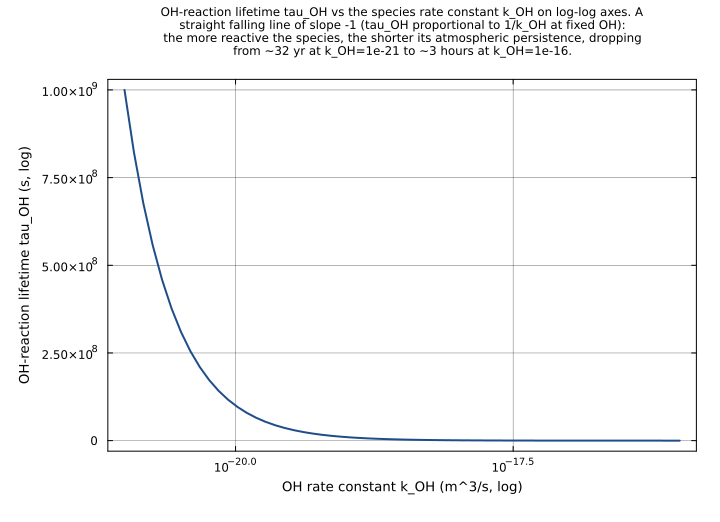 OH-reaction lifetime tau_OH vs the species rate constant k_OH on log-log axes. A
straight falling line of slope -1 (tau_OH proportional to 1/k_OH at fixed OH):
the more reactive the species, the shorter its atmospheric persistence, dropping
from ~32 yr at k_OH=1e-21 to ~3 hours at k_OH=1e-16.
OH-reaction lifetime tau_OH (s, log)
1.00×10⁹
7.50×10⁸
5.00×10⁸
2.50×10⁸
0
10⁻²⁰·⁰
10⁻¹⁷·⁵
OH rate constant k_OH (m^3/s, log)